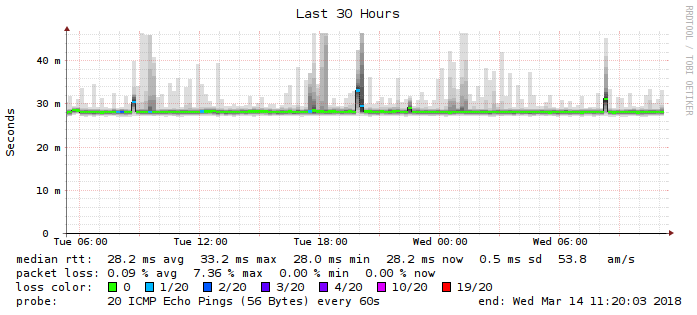 Last 30 Hours
RRDTOOL / TOBI OETIKER
Seconds
40 m
30 m
20 m
10 m
0
Tue 06:00 Tue 12:00 Tue 18:00 Wed 00:00 Wed 06:00
median rtt: 28.2 ms avg 33.2 ms max 28.0 ms min 28.2 ms now 0.5 ms sd 53.8 am/s
packet loss: 0.09 % avg 7.36 % max 0.00 % min 0.00 % now
loss color: 0 1/20 2/20 3/20 4/20 10/20 19/20
probe: 20 ICMP Echo Pings (56 Bytes) every 60s end: Wed Mar 14 11:20:03 2018